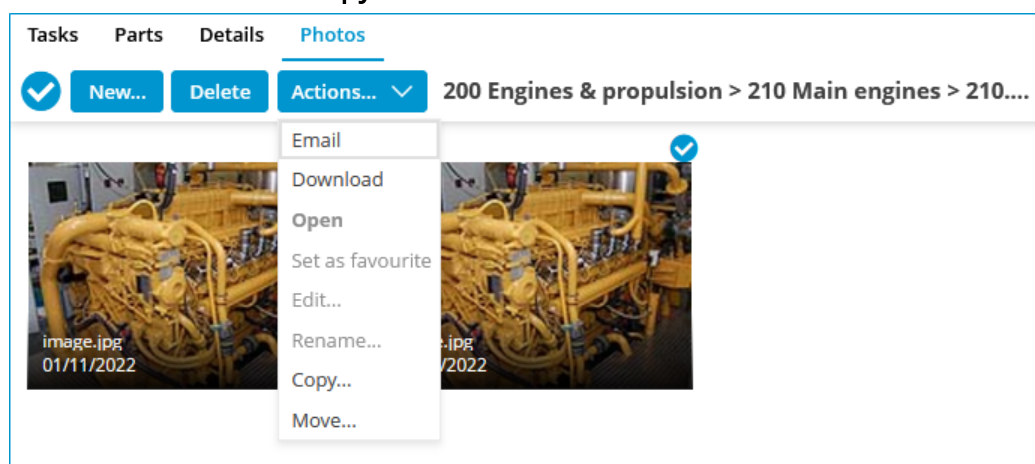 Tasks Parts Details Photos
New... Delete Actions... 200 Engines & propulsion > 210 Main engines > 210....
Email
Download
Open
Set as favourite
Edit...
Rename...
Copy...
Move...
image.jpg
01/11/2022
.jpg
/2022